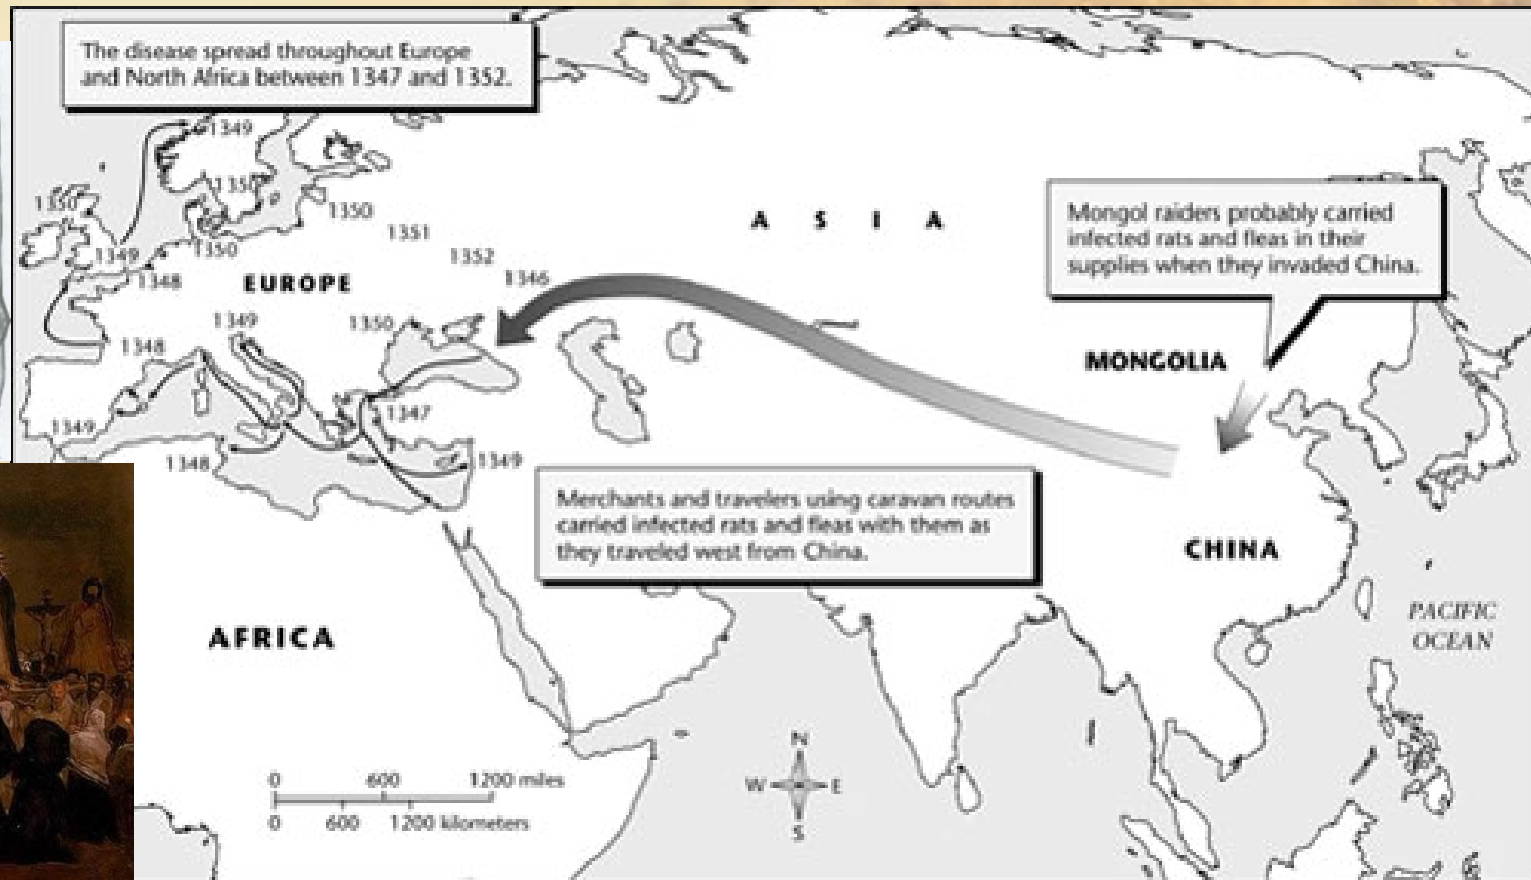 The disease spread throughout Europe
and North Africa between 1347 and 1352.
1349
1350
1350
1350
1351
1349
1350
1352
1348
1346
EUROPE
A S I A
Mongol raiders probably carried
infected rats and fleas in their
supplies when they invaded China.
1349
1350
1348
MONGOLIA
1347
1349
1348
1349
Merchants and travelers using caravan routes
carried infected rats and fleas with them as
they traveled west from China.
CHINA
AFRICA
PACIFIC
OCEAN
N
W E
S
0 600 1200 miles
0 600 1200 kilometers